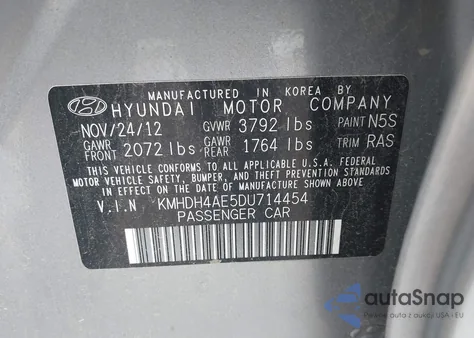 MANUFACTURED IN KOREA BY
HYUNDAI MOTOR COMPANY
NOV/24/12 GVWR 3792 lbs PAINT N5S
GAWR FRONT 2072 lbs GAWR REAR 1764 lbs TRIM RAS
THIS VEHICLE CONFORMS TO ALL APPLICABLE U.S.A. FEDERAL
MOTOR VEHICLE SAFETY, BUMPER, AND THEFT PREVENTION STANDARDS
IN EFFECT ON THE DATE OF MANUFACTURE SHOWN ABOVE.
V.I.N KMHDH4AE5DU714454
PASSENGER CAR
autoSnap